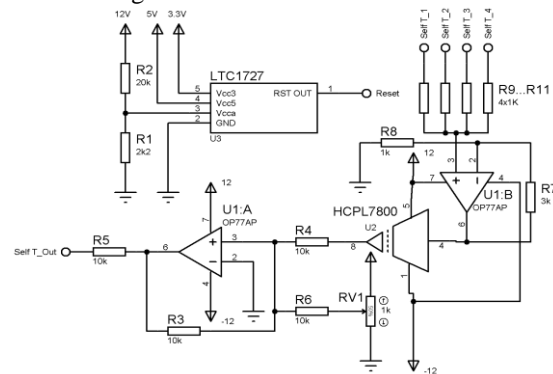 12V
5V
3.3V
Self T_1
Self T_2
Self T_3
Self T_4
LTC1727
R2
20k
5
Vcc3
4
Vcc5
3
Vcca
2
GND
RST OUT
1
Reset
U3
R1
2k2
R9...R11
4x1K
R8
1k
12
3
2
7
4
U1:B
OP77AP
6
R7
3k
HCPL7800
U2
5
8
4
1
12
7
U1:A
OP77AP
Self T_Out
R5
10k
6
3
2
4
-12
R4
10k
R3
10k
R6
10k
RV1
1k
-12